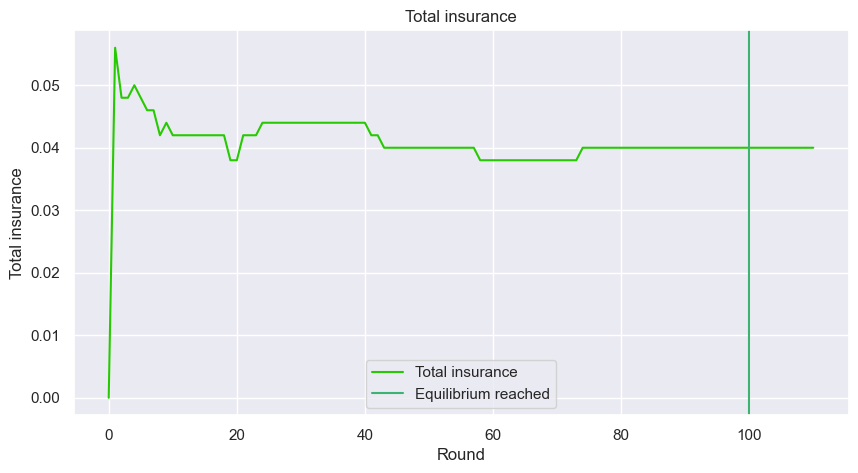 Total insurance
Total insurance
0.05
0.04
0.03
0.02
0.01
0.00
Total insurance
Equilibrium reached
0 20 40 60 80 100
Round